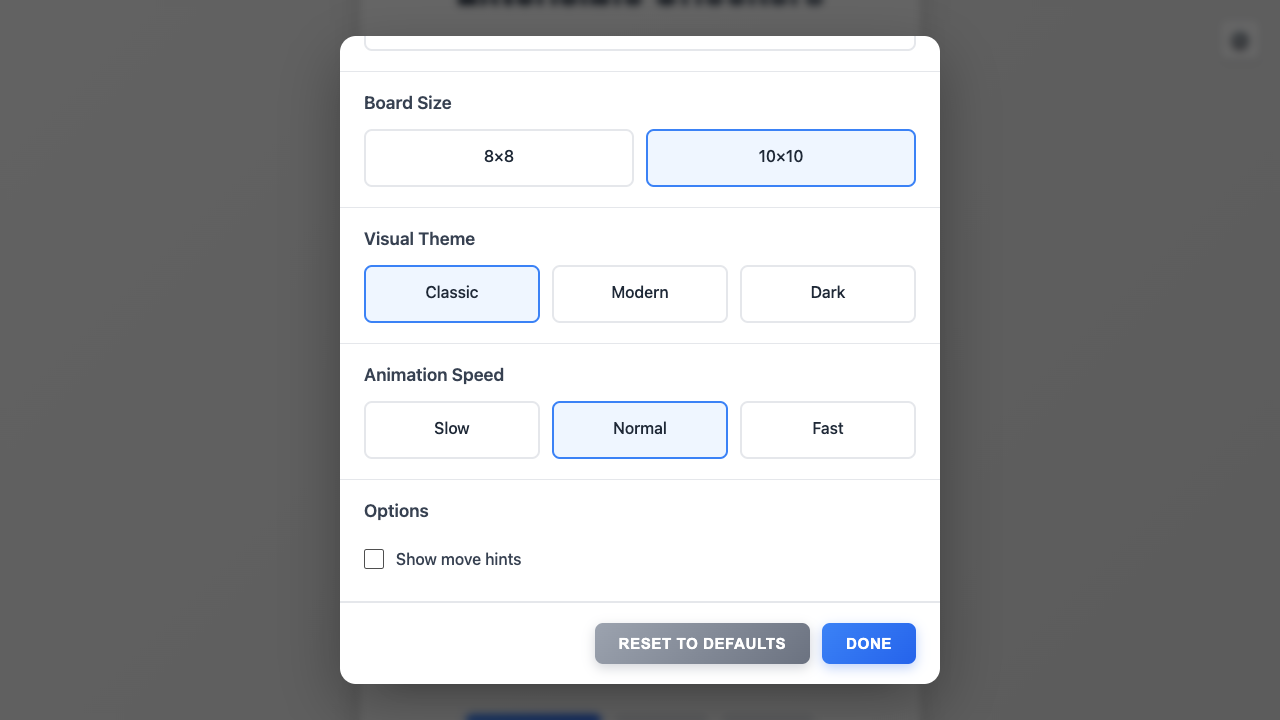 Board Size
8×8
10×10
Visual Theme
Classic
Modern
Dark
Animation Speed
Slow
Normal
Fast
Options
Show move hints
RESET TO DEFAULTS
DONE